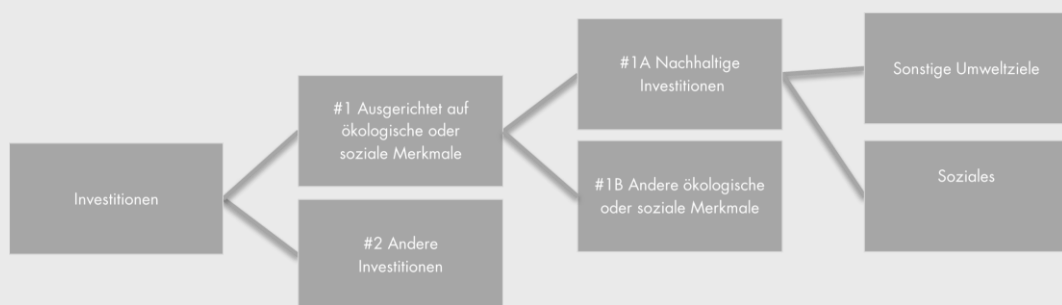 Investitionen
#1 Ausgerichtet auf
ökologische oder
soziale Merkmale
#2 Andere
Investitionen
#1A Nachhaltige
Investitionen
#1B Andere ökologische
oder soziale Merkmale
Sonstige Umweltziele
Soziales